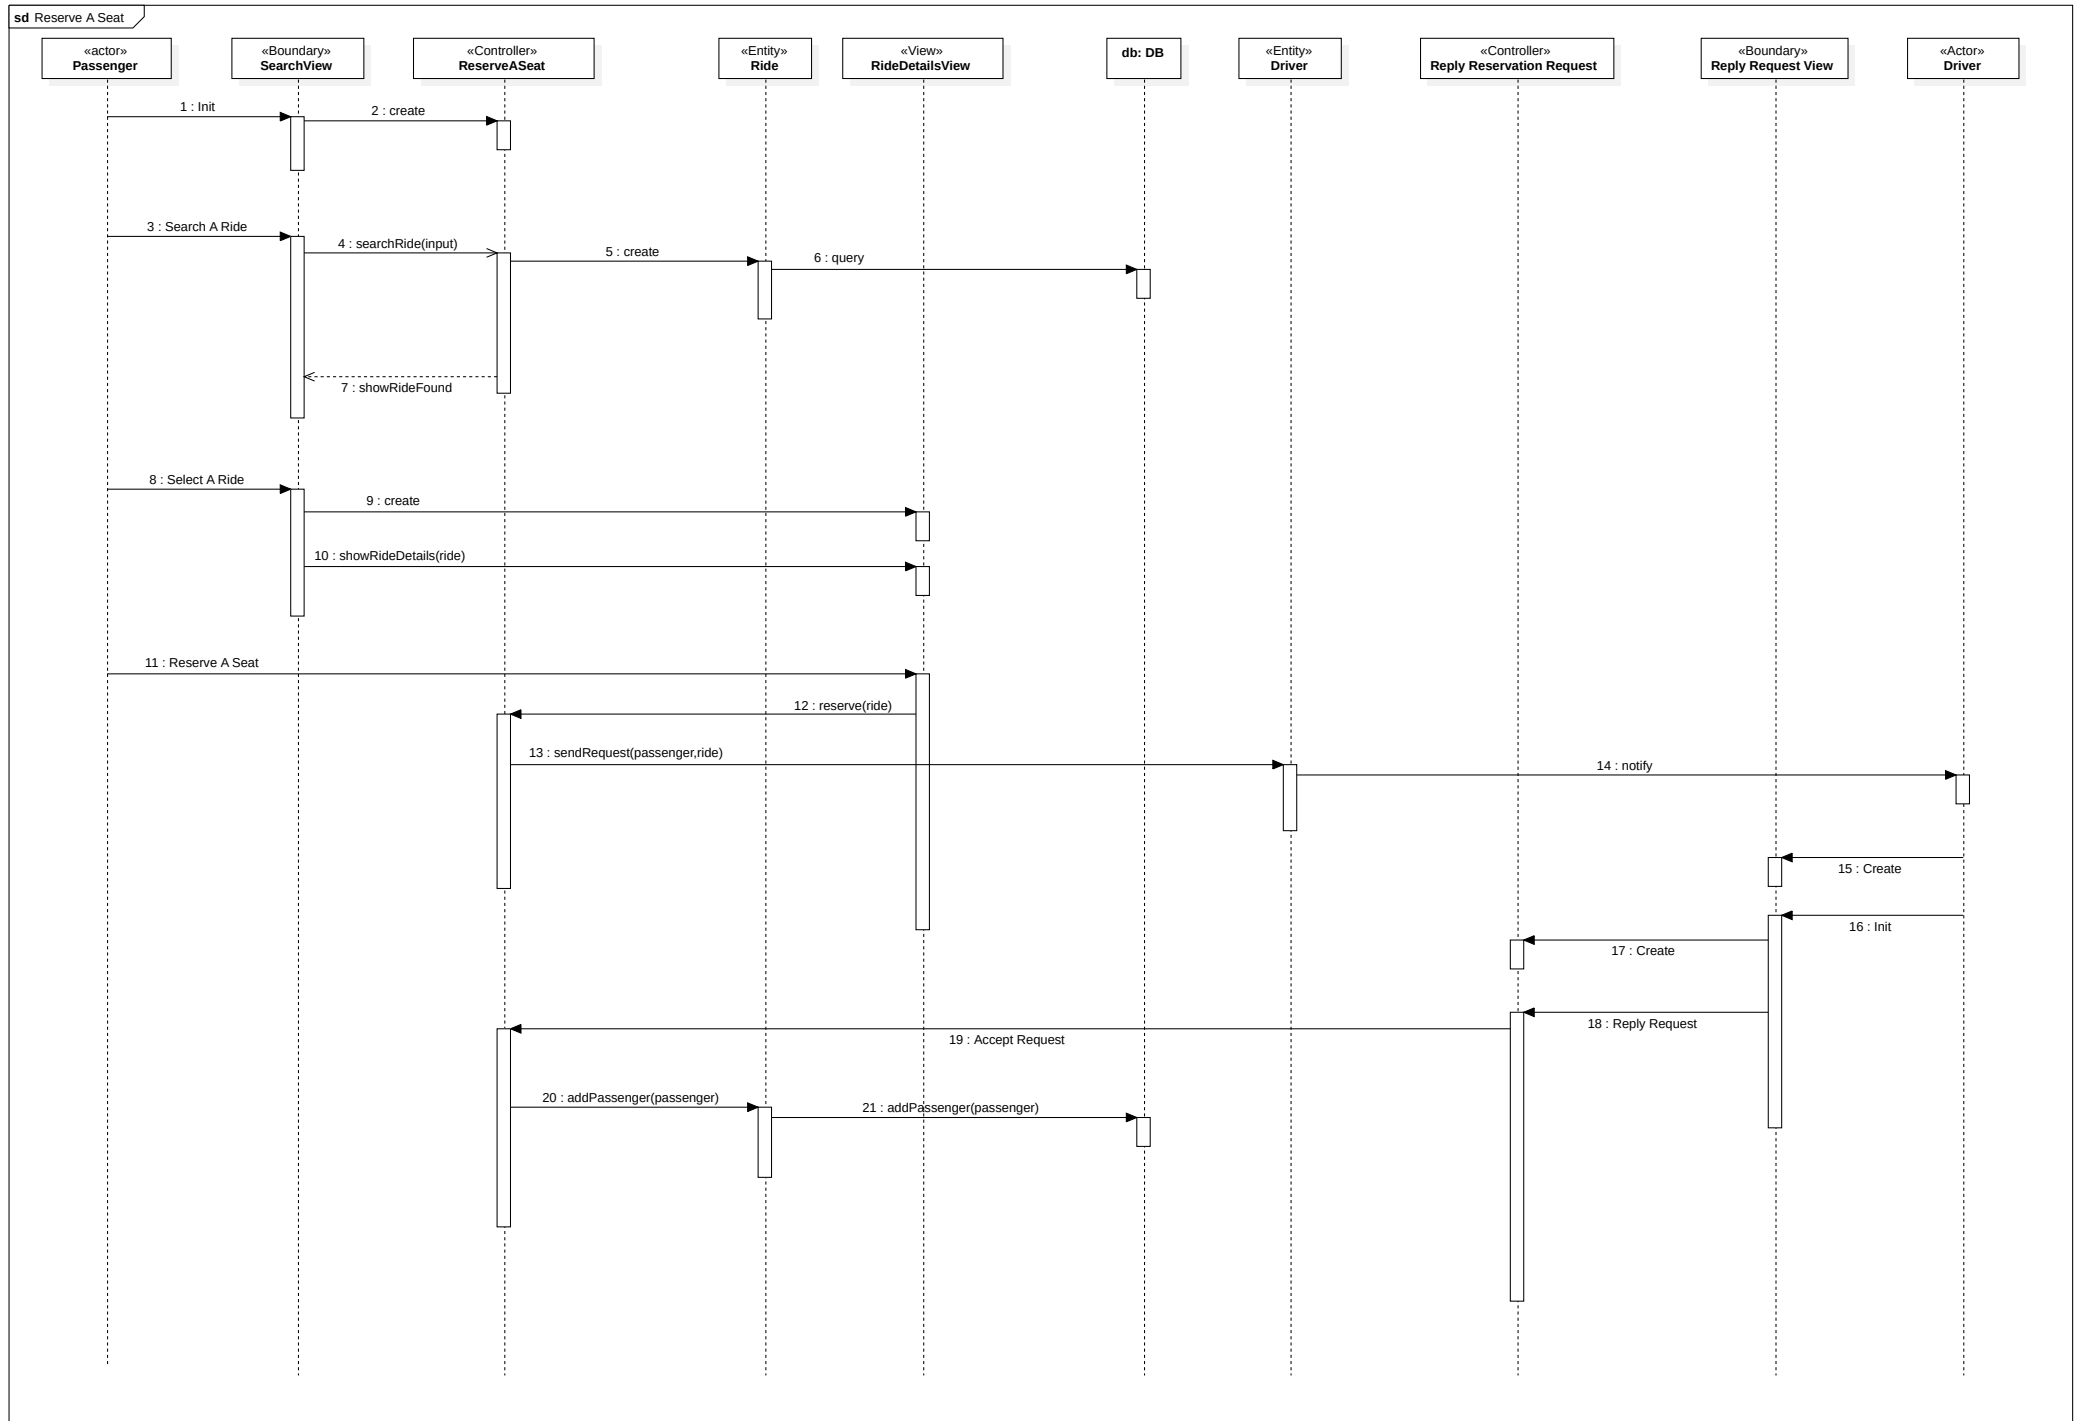 sd Reserve A Seat
«actor»
Passenger
«Boundary»
SearchView
«Controller»
ReserveASeat
«Entity»
Ride
«View»
RideDetailsView
db: DB
«Entity»
Driver
«Controller»
Reply Reservation Request
«Boundary»
Reply Request View
«Actor»
Driver
1 : Init
2 : create
3 : Search A Ride
4 : searchRide(input)
5 : create
6 : query
7 : showRideFound
8 : Select A Ride
9 : create
10 : showRideDetails(ride)
11 : Reserve A Seat
12 : reserve(ride)
13 : sendRequest(passenger,ride)
14 : notify
15 : Create
16 : Init
17 : Create
18 : Reply Request
19 : Accept Request
20 : addPassenger(passenger)
21 : addPassenger(passenger)